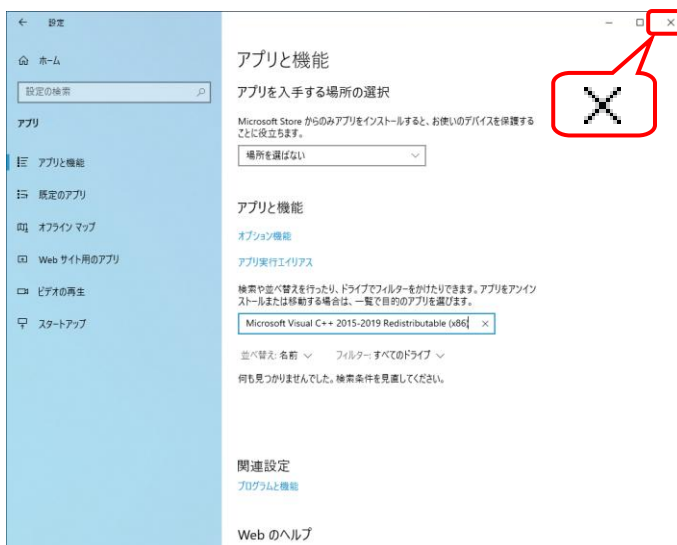 設定
ホーム
設定の検索
アプリ
アプリと機能
既定のアプリ
オフライン マップ
Web サイト用のアプリ
ビデオの再生
スタートアップ
アプリと機能
アプリを入手する場所の選択
Microsoft Store からのみアプリをインストールすると、お使いのデバイスを保護する
ことに役立ちます。
場所を選ばない
アプリと機能
オプション機能
アプリ実行エイリアス
検索や並べ替えを行ったり、ドライブでフィルターをかけたりできます。アプリをアンイン
ストールまたは移動する場合は、一覧で目的のアプリを選びます。
Microsoft Visual C++ 2015-2019 Redistributable (x86)
並べ替え: 名前 フィルター: すべてのドライブ
何も見つかりませんでした。検索条件を見直してください。
関連設定
プログラムと機能
Web のヘルプ